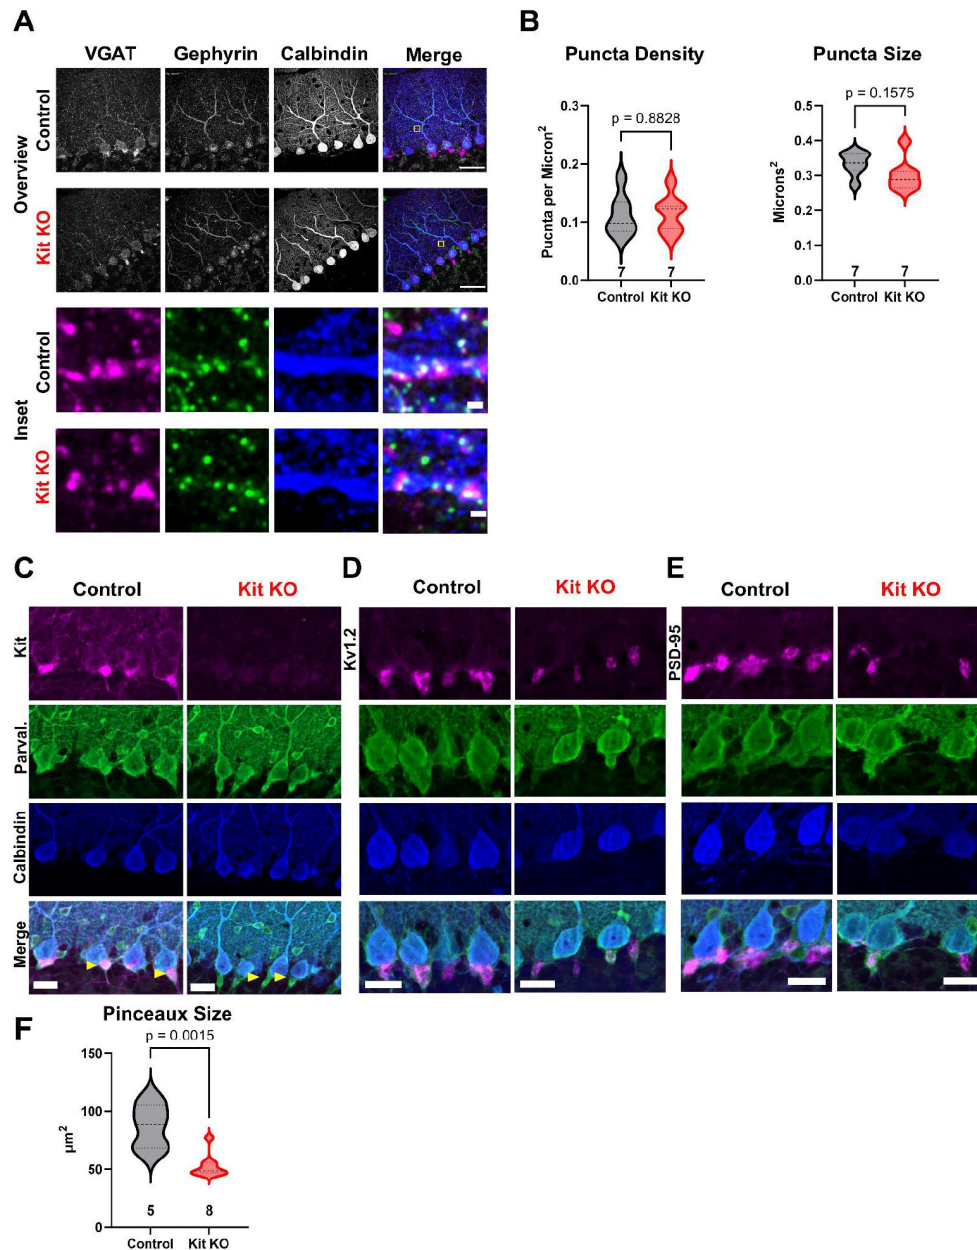 A
VGAT Gephyrin Calbindin Merge
Overview
Control
Kit KO
Inset
Control
Kit KO
B
Puncta Density
p = 0.8828
Pucnta per Micron²
0.3
0.2
0.1
0.0
7 7
Control Kit KO
Puncta Size
p = 0.1575
Microns²
0.5
0.4
0.3
0.2
0.1
0.0
7 7
Control Kit KO
C
Control Kit KO
Kit
Parval.
Calbindin
Merge
D
Control Kit KO
Kv1.2
E
Control Kit KO
PSD-95
F
Pinceaux Size
p = 0.0015
µm²
150
100
50
0
5 8
Control Kit KO